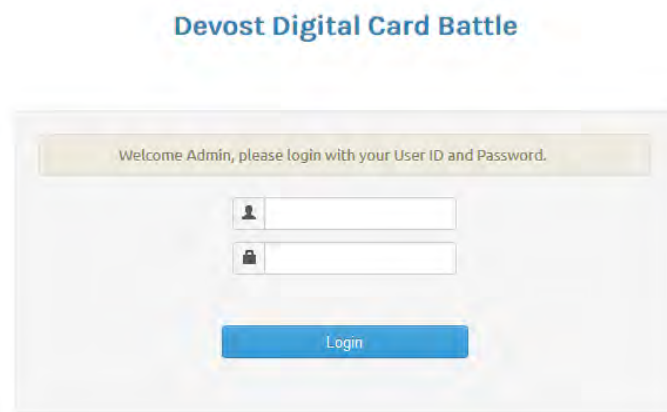 Devost Digital Card Battle
Welcome Admin, please login with your User ID and Password.
Login